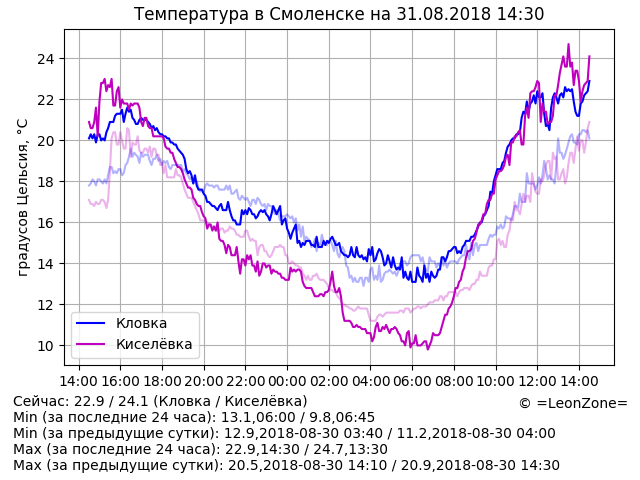 Температура в Смоленске на 31.08.2018 14:30
градусов Цельсия, °C
24
22
20
18
16
14
12
10
Кловка
Киселёвка
14:00 16:00 18:00 20:00 22:00 00:00 02:00 04:00 06:00 08:00 10:00 12:00 14:00
Сейчас: 22.9 / 24.1 (Кловка / Киселёвка)
© =LeonZone=
Min (за последние 24 часа): 13.1,06:00 / 9.8,06:45
Min (за предыдущие сутки): 12.9,2018-08-30 03:40 / 11.2,2018-08-30 04:00
Max (за последние 24 часа): 22.9,14:30 / 24.7,13:30
Max (за предыдущие сутки): 20.5,2018-08-30 14:10 / 20.9,2018-08-30 14:30